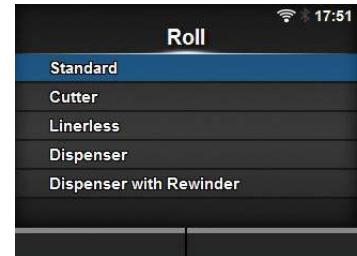 17:51
Roll
Standard
Cutter
Linerless
Dispenser
Dispenser with Rewinder